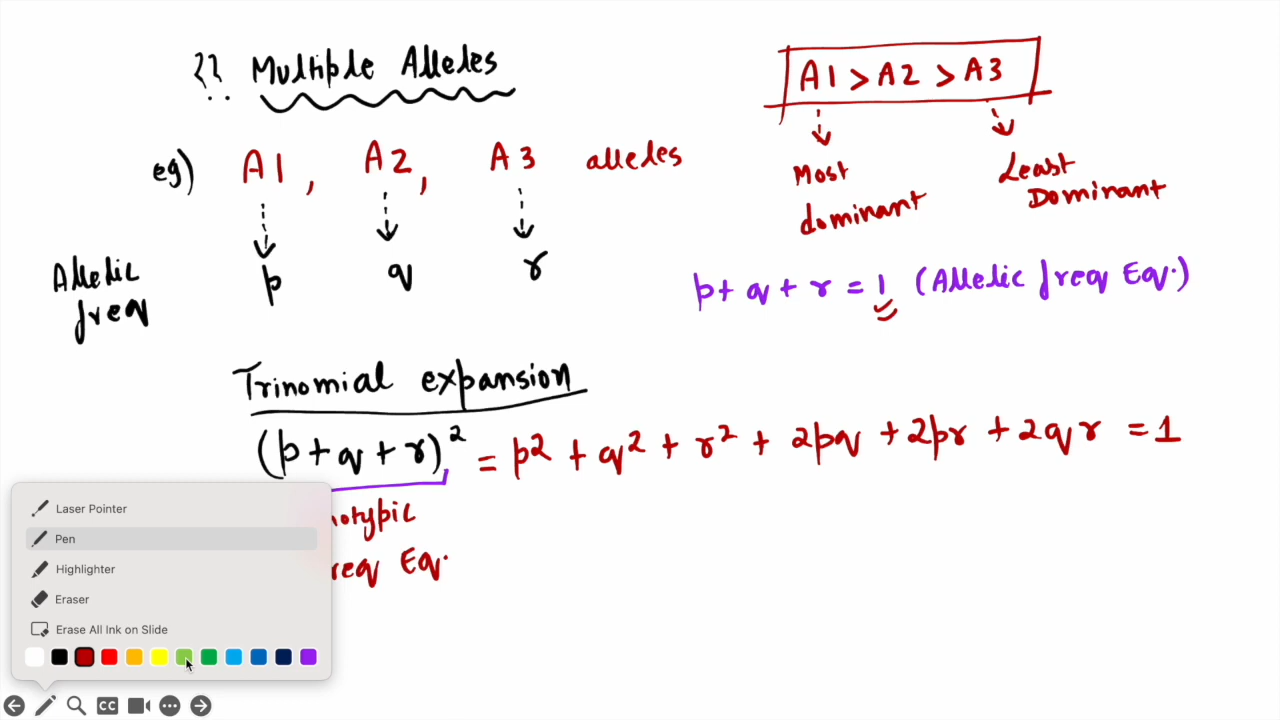 ?? Multiple Alleles
A1 > A2 > A3
eg) A1, A2, A3 alleles
Most dominant
Least Dominant
Allelic freq
p q r
p + q + r = 1 (Allelic freq Eq.)
Trinomial expansion
(p + q + r)² = p² + q² + r² + 2pq + 2pr + 2qr = 1
notypic
req Eq.
Laser Pointer
Pen
Highlighter
Eraser
Erase All Ink on Slide
CC